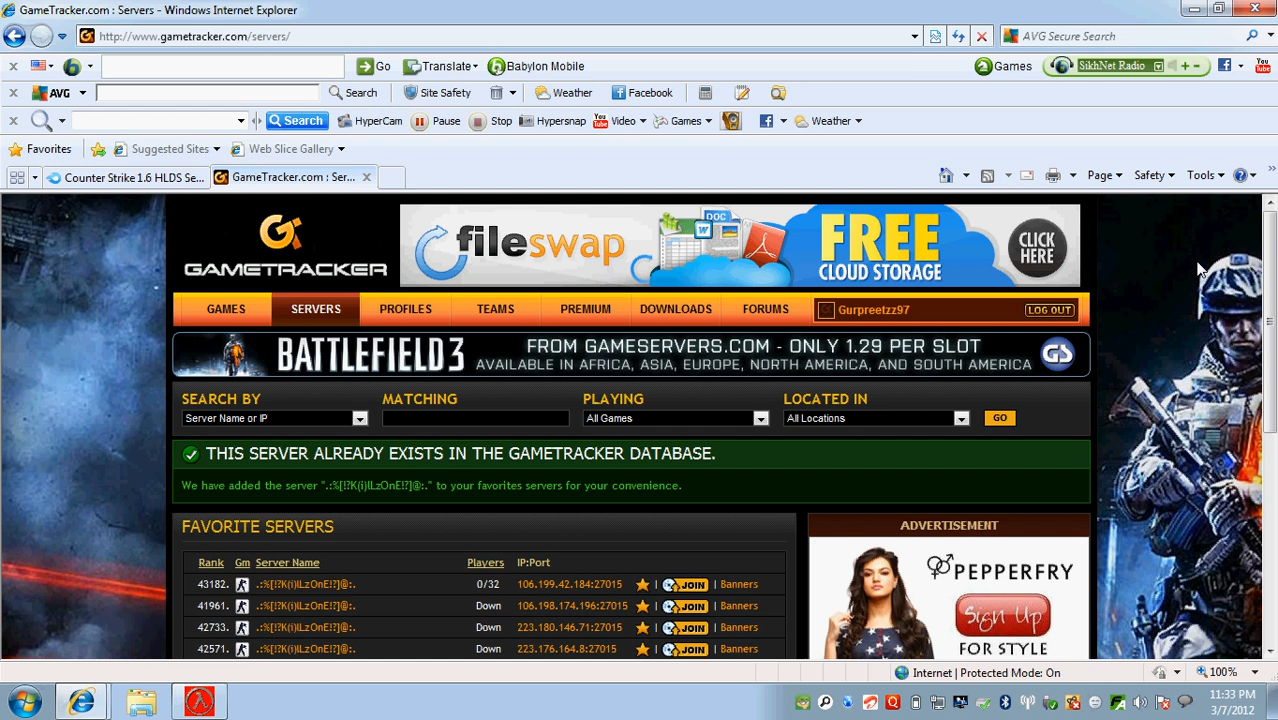 GameTracker.com : Servers - Windows Internet Explorer
http://www.gametracker.com/servers/
AVG Secure Search
Go
Translate
Babylon Mobile
Games
SikhNet Radio
You Tube
AVG
Search
Site Safety
Weather
Facebook
Search
HyperCam
Pause
Stop
Hypersnap
Video
Games
Weather
Favorites
Suggested Sites
Web Slice Gallery
Counter Strike 1.6 HLDS Se...
GameTracker.com : Ser...
Page
Safety
Tools
GAMETRACKER
fileswap
DOC
FREE
CLOUD STORAGE
CLICK
HERE
GAMES
SERVERS
PROFILES
TEAMS
PREMIUM
DOWNLOADS
FORUMS
Gurpreetzz97
LOG OUT
BATTLEFIELD 3
FROM GAMESERVERS.COM - ONLY 1.29 PER SLOT
AVAILABLE IN AFRICA, ASIA, EUROPE, NORTH AMERICA, AND SOUTH AMERICA
GS
SEARCH BY
MATCHING
PLAYING
LOCATED IN
Server Name or IP
All Games
All Locations
GO
THIS SERVER ALREADY EXISTS IN THE GAMETRACKER DATABASE.
We have added the server ".:%[!?K(i)lLzOnE!?]@:." to your favorites servers for your convenience.
FAVORITE SERVERS
Rank Gm Server Name Players IP:Port
43182. .:%[!?K(i)lLzOnE!?]@:. 0/32 106.199.42.184:27015 | JOIN | Banners
41961. .:%[!?K(i)lLzOnE!?]@:. Down 106.198.174.196:27015 | JOIN | Banners
42733. .:%[!?K(i)lLzOnE!?]@:. Down 223.180.146.71:27015 | JOIN | Banners
42571. .:%[!?K(i)lLzOnE!?]@:. Down 223.176.164.8:27015 | JOIN | Banners
ADVERTISEMENT
PEPPERFRY
Sign Up
FOR STYLE
Internet | Protected Mode: On
100%
11:33 PM
3/7/2012